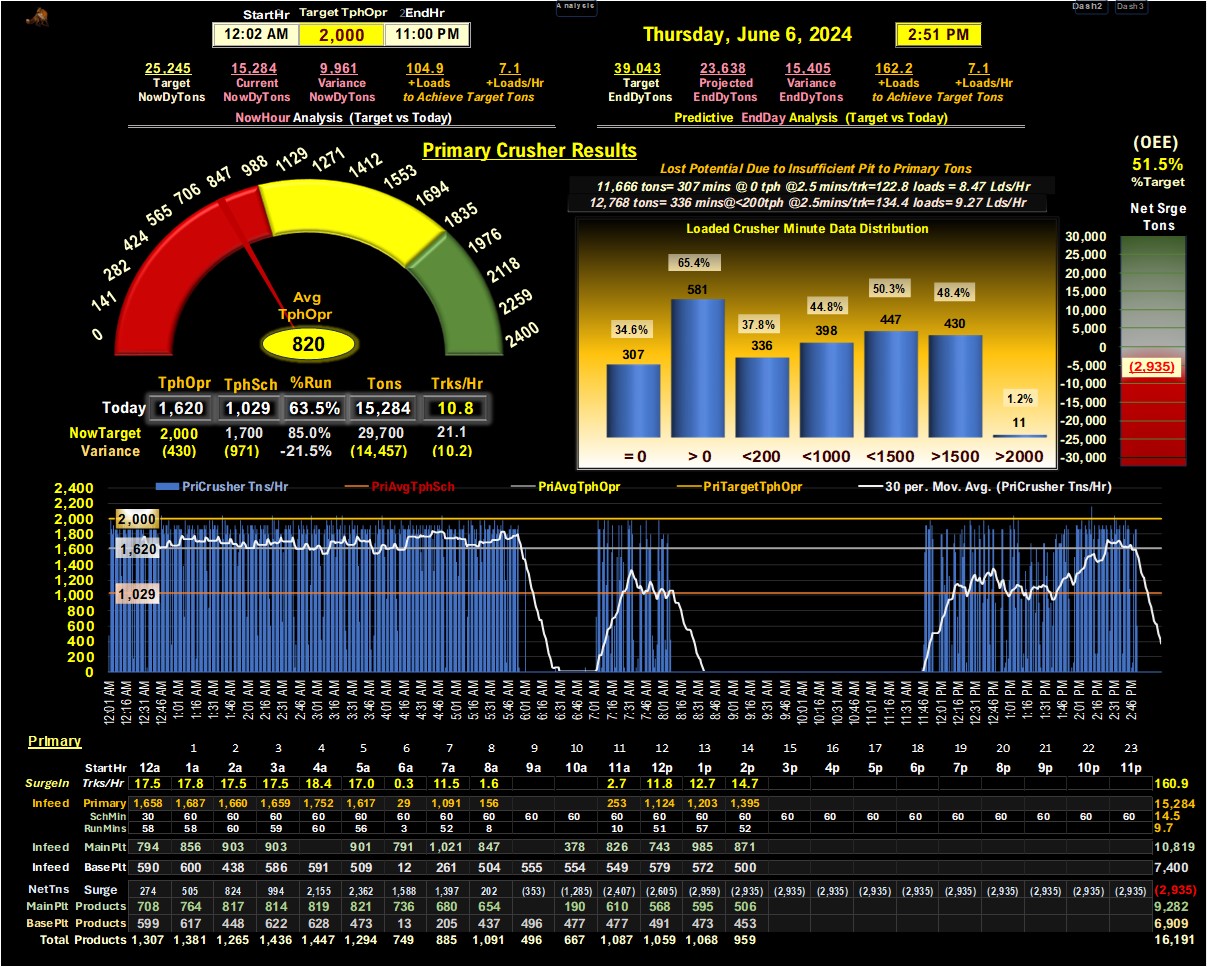 StartHr Target TphOpr 2EndHr
12:02 AM 2,000 11:00 PM
Analysis
Dash2 Dash3
Thursday, June 6, 2024 2:51 PM
25,245 15,284 9,961 104.9 7.1
Target Current Variance +Loads +Loads/Hr
NowDyTons NowDyTons NowDyTons to Achieve Target Tons
NowHour Analysis (Target vs Today)
39,043 23,638 15,405 162.2 7.1
Target Projected Variance +Loads +Loads/Hr
EndDyTons EndDyTons EndDyTons to Achieve Target Tons
Predictive EndDay Analysis (Target vs Today)
Primary Crusher Results
0 141 282 424 565 706 847 988 1129 1271 1412 1553 1694 1835 1976 2118 2259 2400
Avg
TphOpr
820
TphOpr TphSch %Run Tons Trks/Hr
Today 1,620 1,029 63.5% 15,284 10.8
NowTarget 2,000 1,700 85.0% 29,700 21.1
Variance (430) (971) -21.5% (14,457) (10.2)
Lost Potential Due to Insufficient Pit to Primary Tons
11,666 tons= 307 mins @ 0 tph @2.5 mins/trk=122.8 loads = 8.47 Lds/Hr
12,768 tons= 336 mins@<200tph @2.5mins/trk=134.4 loads= 9.27 Lds/Hr
Loaded Crusher Minute Data Distribution
34.6% 65.4% 37.8% 44.8% 50.3% 48.4% 1.2%
307 581 336 398 447 430 11
= 0 > 0 <200 <1000 <1500 >1500 >2000
(OEE)
51.5%
%Target
Net Srge
Tons
30,000
25,000
20,000
15,000
10,000
5,000
0
-5,000
(2,935)
-10,000
-15,000
-20,000
-25,000
-30,000
PriCrusher Tns/Hr PriAvgTphSch PriAvgTphOpr PriTargetTphOpr 30 per. Mov. Avg. (PriCrusher Tns/Hr)
2,400
2,200
2,000
1,800
1,600
1,400
1,200
1,000
800
600
400
200
0
2,000
1,620
1,029
12:01 AM 12:16 AM 12:31 AM 12:46 AM 1:01 AM 1:16 AM 1:31 AM 1:46 AM 2:01 AM 2:16 AM 2:31 AM 2:46 AM 3:01 AM 3:16 AM 3:31 AM 3:46 AM 4:01 AM 4:16 AM 4:31 AM 4:46 AM 5:01 AM 5:16 AM 5:31 AM 5:46 AM 6:01 AM 6:16 AM 6:31 AM 6:46 AM 7:01 AM 7:16 AM 7:31 AM 7:46 AM 8:01 AM 8:16 AM 8:31 AM 8:46 AM 9:01 AM 9:16 AM 9:31 AM 9:46 AM 10:01 AM 10:16 AM 10:31 AM 10:46 AM 11:01 AM 11:16 AM 11:31 AM 11:46 AM 12:01 PM 12:16 PM 12:31 PM 12:46 PM 1:01 PM 1:16 PM 1:31 PM 1:46 PM 2:01 PM 2:16 PM 2:31 PM 2:46 PM
Primary
1 2 3 4 5 6 7 8 9 10 11 12 13 14 15 16 17 18 19 20 21 22 23
StartHr 12a 1a 2a 3a 4a 5a 6a 7a 8a 9a 10a 11a 12p 1p 2p 3p 4p 5p 6p 7p 8p 9p 10p 11p
SurgeIn Trks/Hr 17.5 17.8 17.5 17.5 18.4 17.0 0.3 11.5 1.6 2.7 11.8 12.7 14.7 160.9
Infeed Primary 1,658 1,687 1,660 1,659 1,752 1,617 29 1,091 156 253 1,124 1,203 1,395 15,284
SchMin 30 60 60 60 60 60 60 60 60 60 60 60 60 60 60 60 60 60 60 60 60 60 60 60 14.5
RunMins 58 58 60 59 60 56 3 52 8 10 51 57 52 9.7
Infeed MainPlt 794 856 903 903 901 791 1,021 847 378 826 743 985 871 10,819
Infeed BasePlt 590 600 438 586 591 509 12 261 504 555 554 549 579 572 500 7,400
NetTns Surge 274 505 824 994 2,155 2,362 1,588 1,397 202 (353) (1,285) (2,407) (2,605) (2,959) (2,935) (2,935) (2,935) (2,935) (2,935) (2,935) (2,935) (2,935) (2,935) (2,935) (2,935)
MainPlt Products 708 764 817 814 819 821 736 680 654 190 610 568 595 506 9,282
BasePlt Products 599 617 448 622 628 473 13 205 437 496 477 477 491 473 453 6,909
Total Products 1,307 1,381 1,265 1,436 1,447 1,294 749 885 1,091 496 667 1,087 1,059 1,068 959 16,191